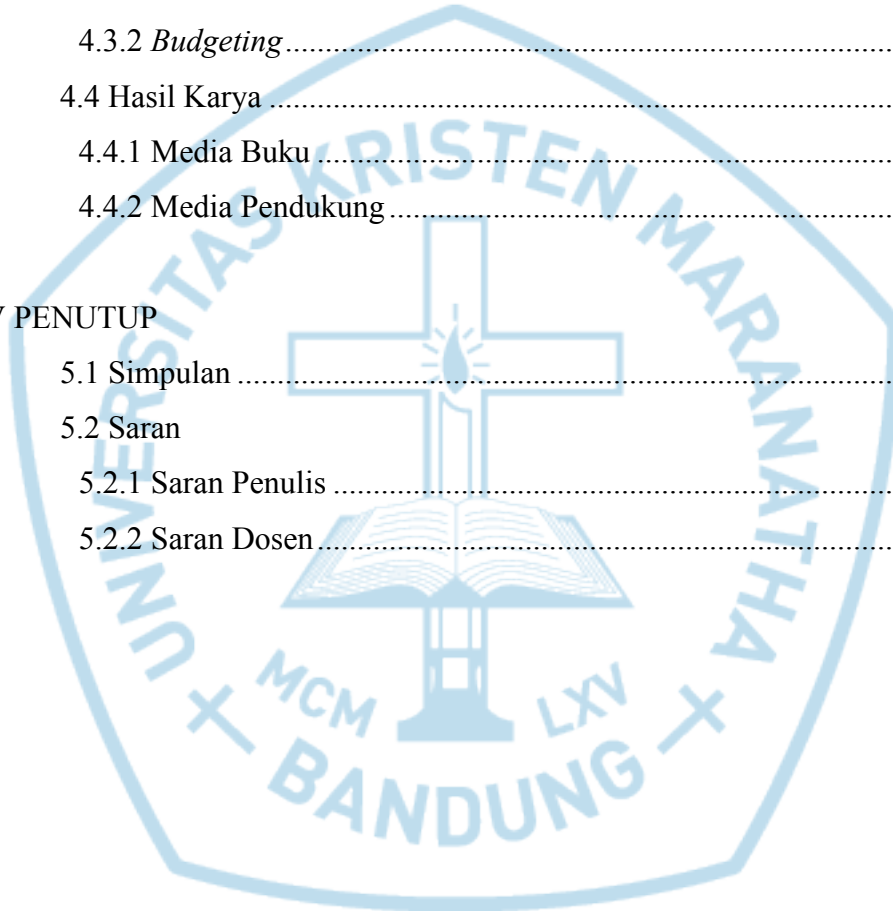 4.3.2 Budgeting........................................................................
4.4 Hasil Karya ........................................................................
4.4.1 Media Buku ........................................................................
4.4.2 Media Pendukung ........................................................................
PENUTUP
5.1 Simpulan ........................................................................
5.2 Saran
5.2.1 Saran Penulis ........................................................................
5.2.2 Saran Dosen........................................................................
UNIVERSITAS KRISTEN MARANATHA
MCM LXV
BANDUNG